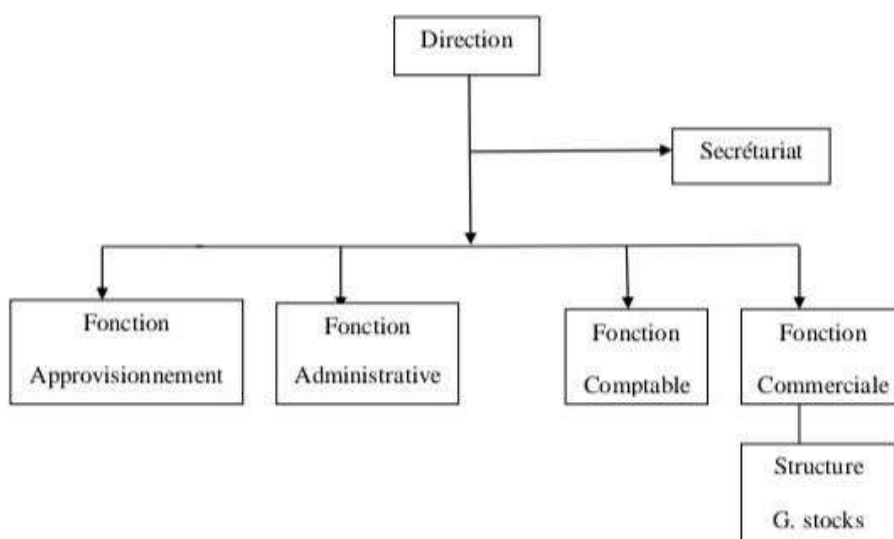 Direction
Secrétariat
Fonction
Approvisionnement
Fonction
Administrative
Fonction
Comptable
Fonction
Commerciale
Structure
G. stocks